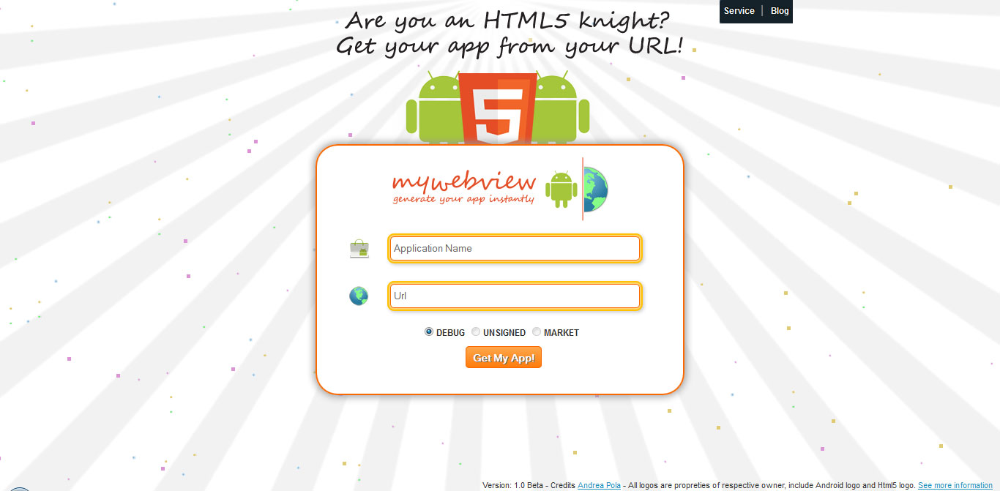 Are you an HTML5 knight?
Get your app from your URL!
Service | Blog
5
mywebview
generate your app instantly
Application Name
Url
DEBUG UNSIGNED MARKET
Get My App!
Version: 1.0 Beta - Credits Andrea Pola - All logos are propreties of respective owner, include Android logo and Html5 logo. See more information